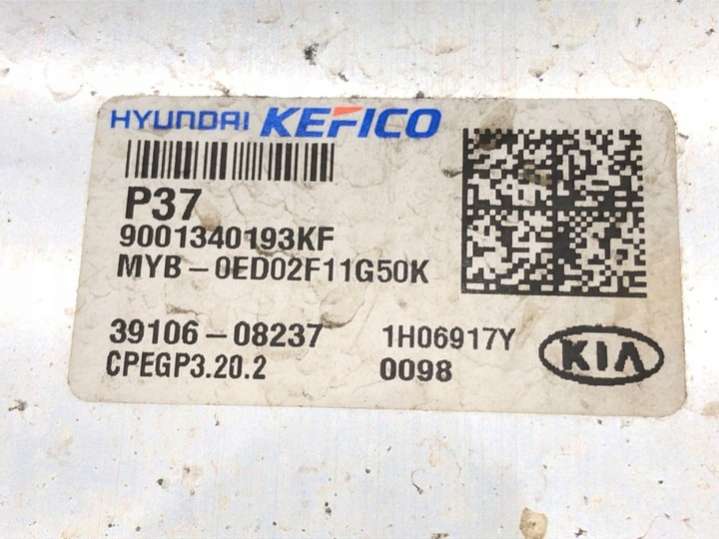 HYUNDAI KEFICO
P37
9001340193KF
MYB-0ED02F11G50K
39106-08237 1H06917Y
CPEGP3.20.2 0098
KIA